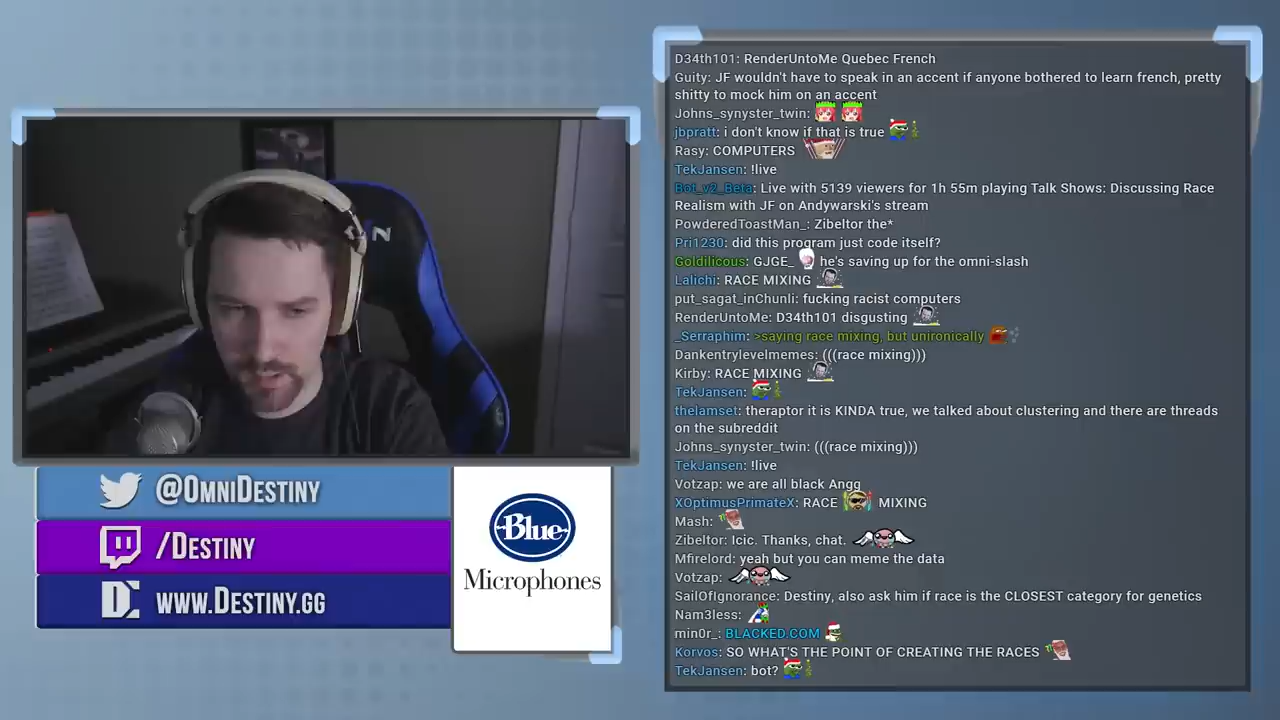 @OmniDestiny
/Destiny
www.Destiny.gg
Blue
Microphones
D34th101: RenderUntoMe Quebec French
Guity: JF wouldn't have to speak in an accent if anyone bothered to learn french, pretty
shitty to mock him on an accent
Johns_synyster_twin:
jbpratt: i don't know if that is true
Rasy: COMPUTERS
TekJansen: !live
Bot_v2_Beta: Live with 5139 viewers for 1h 55m playing Talk Shows: Discussing Race
Realism with JF on Andywarski's stream
PowderedToastMan_: Zibeltor the*
Pri1230: did this program just code itself?
Goldilicous: GJGE_ he's saving up for the omni-slash
Lalichi: RACE MIXING
put_sagat_inChunli: fucking racist computers
RenderUntoMe: D34th101 disgusting
_Serraphim: >saying race mixing, but unironically
Dankentrylevelmemes: (((race mixing)))
Kirby: RACE MIXING
TekJansen:
thelamset: theraptor it is KINDA true, we talked about clustering and there are threads
on the subreddit
Johns_synyster_twin: (((race mixing)))
TekJansen: !live
Votzap: we are all black Angg
XOptimusPrimateX: RACE MIXING
Mash:
Zibeltor: Icic. Thanks, chat.
Mfirelord: yeah but you can meme the data
Votzap:
SailOfIgnorance: Destiny, also ask him if race is the CLOSEST category for genetics
Nam3less:
min0r_: BLACKED.COM
Korvos: SO WHAT'S THE POINT OF CREATING THE RACES
TekJansen: bot?